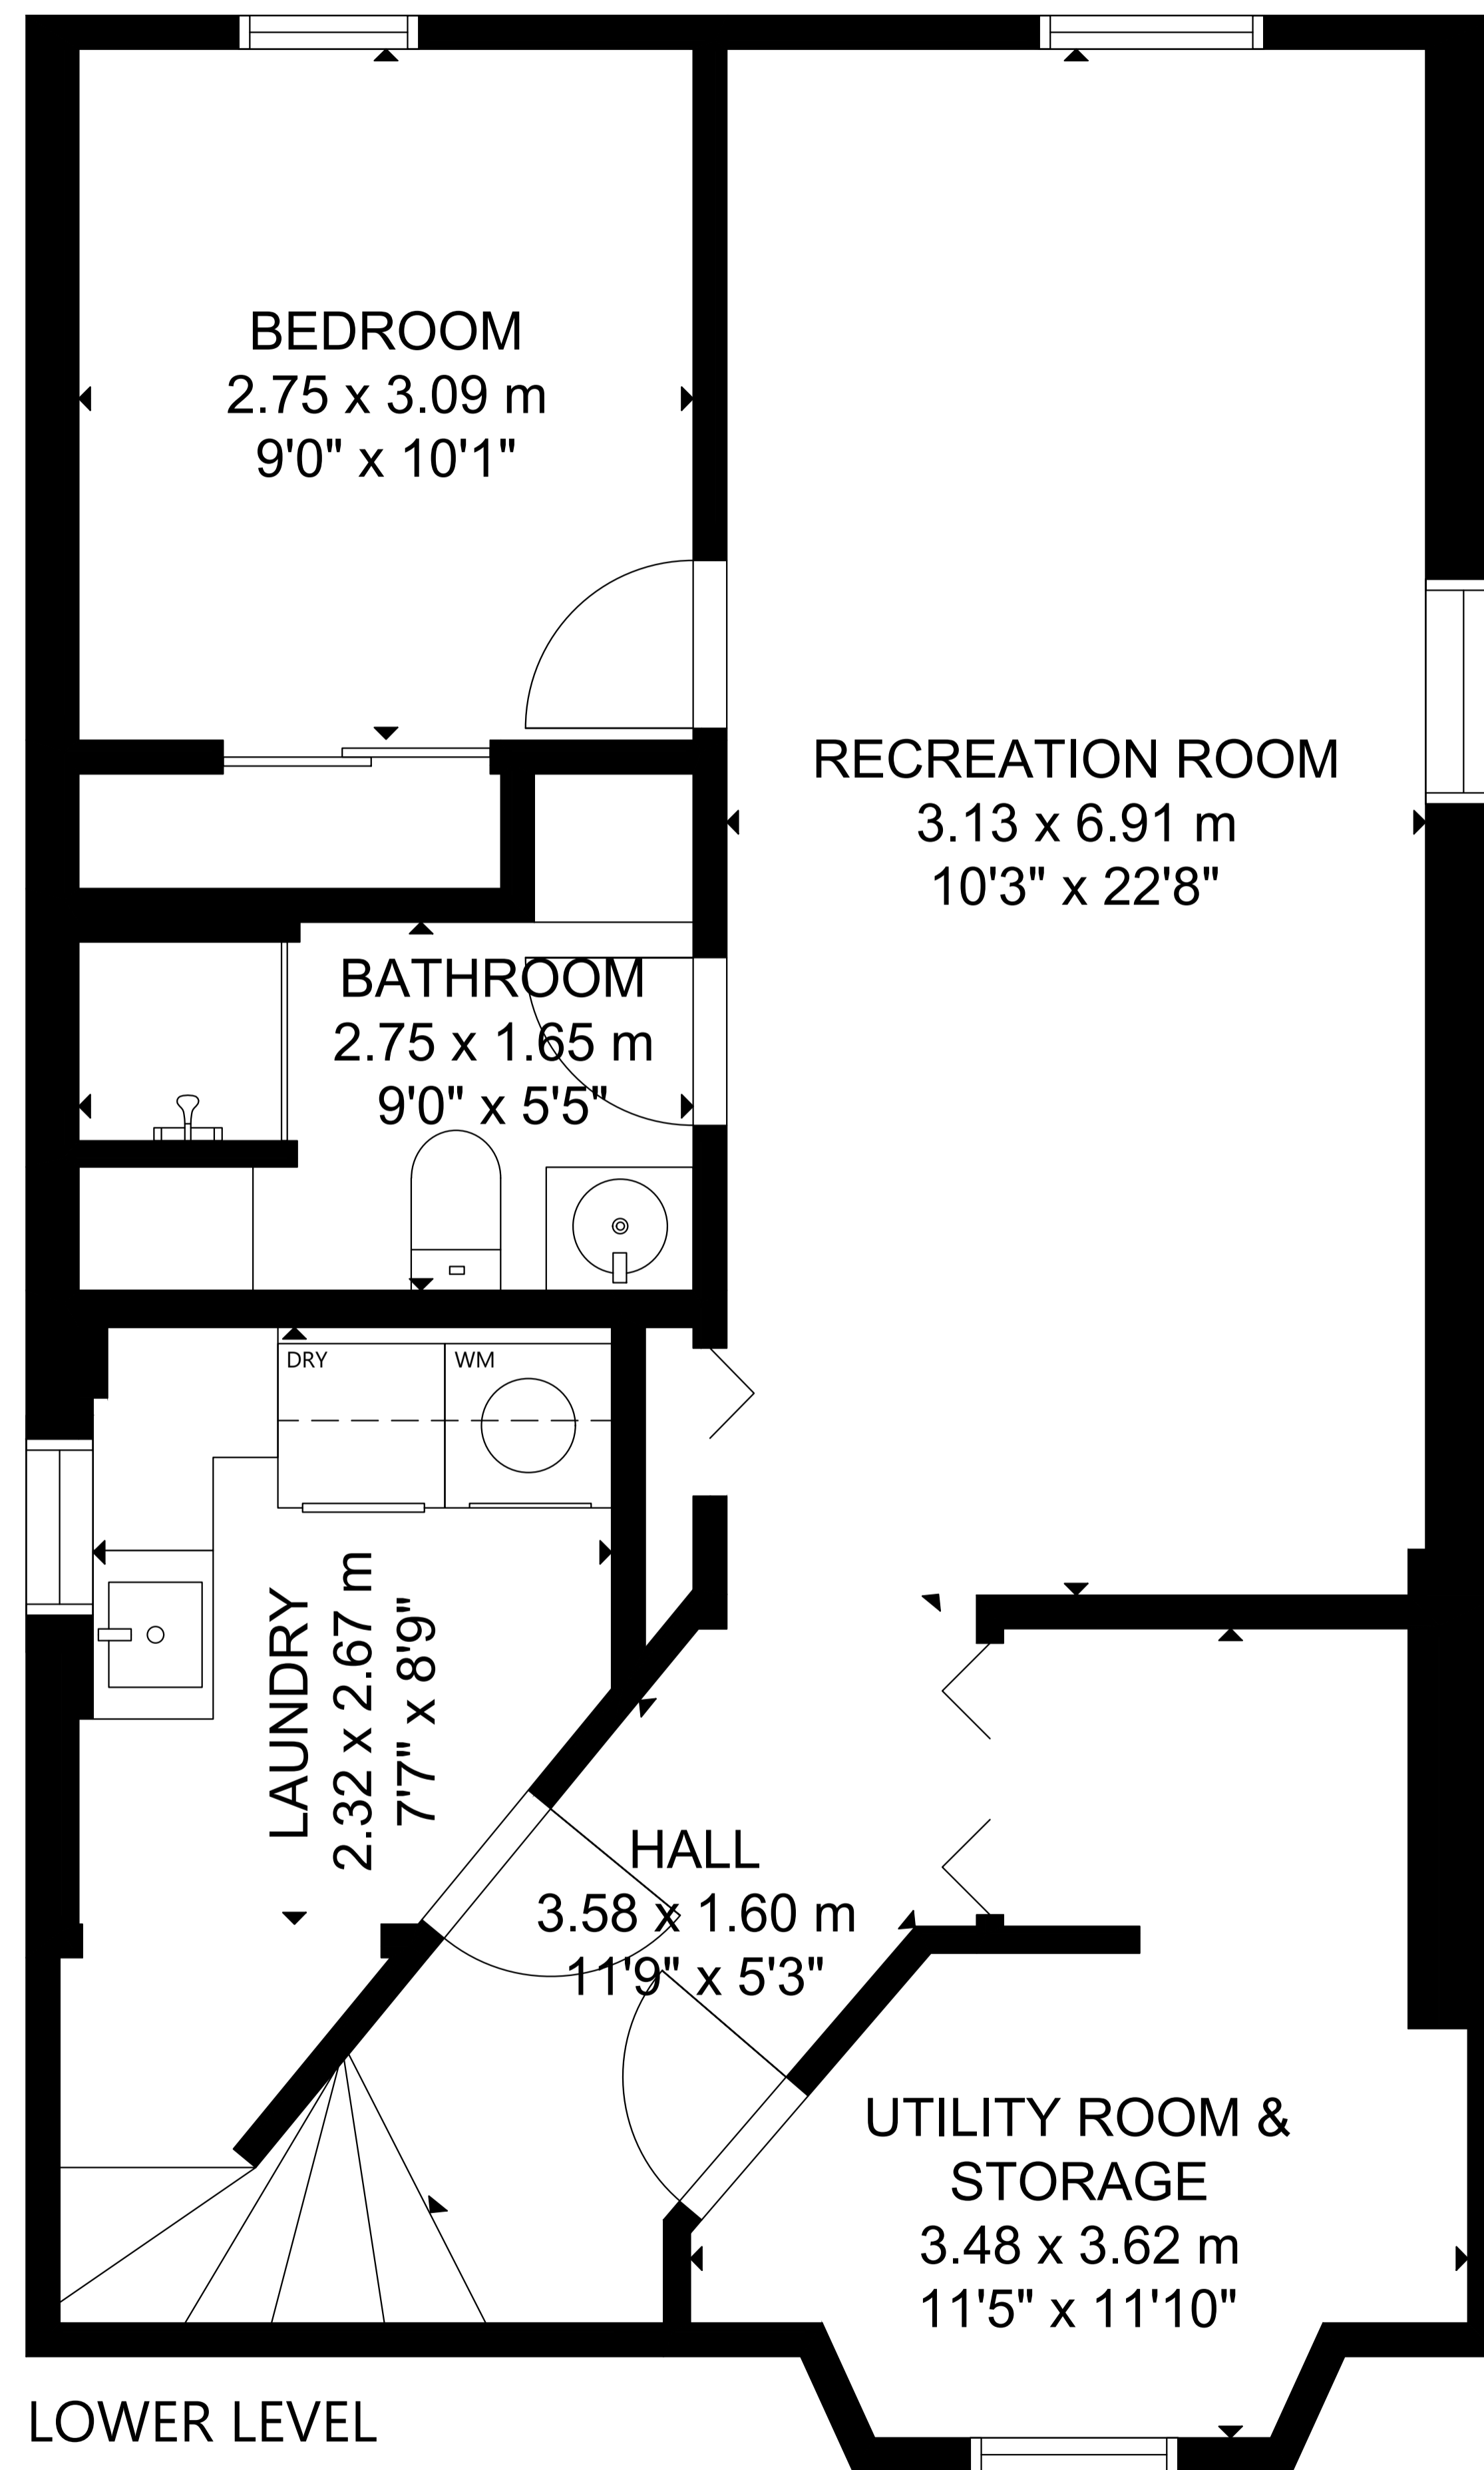 BEDROOM
2.75 x 3.09 m
9'0" x 10'1"
RECREATION ROOM
3.13 x 6.91 m
10'3" x 22'8"
BATHROOM
2.75 x 1.65 m
9'0" x 5'5"
DRY
WM
LAUNDRY
2.32 x 2.67 m
7'7" x 8'9"
HALL
3.58 x 1.60 m
11'9" x 5'3"
UTILITY ROOM &
STORAGE
3.48 x 3.62 m
11'5" x 11'10"
LOWER LEVEL